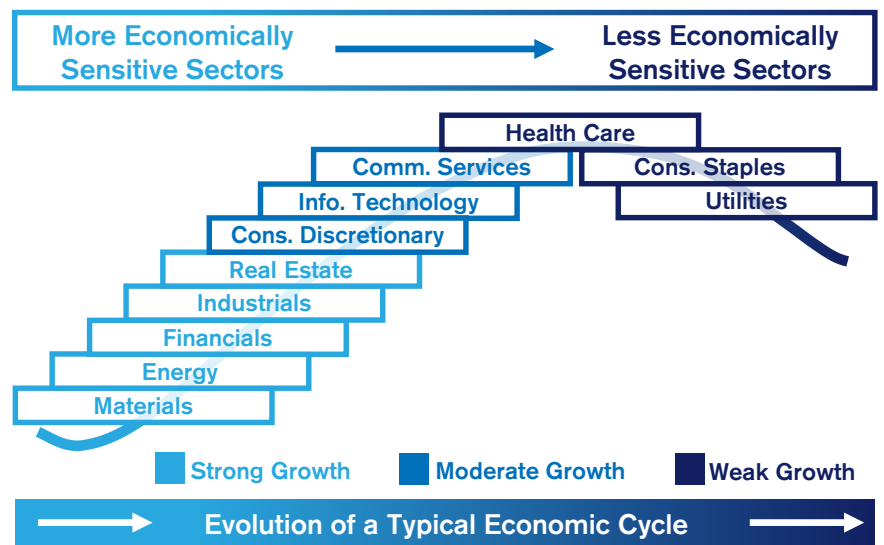 More Economically
Sensitive Sectors
Less Economically
Sensitive Sectors
Health Care
Comm. Services
Cons. Staples
Info. Technology
Utilities
Cons. Discretionary
Real Estate
Industrials
Financials
Energy
Materials
Strong Growth
Moderate Growth
Weak Growth
Evolution of a Typical Economic Cycle